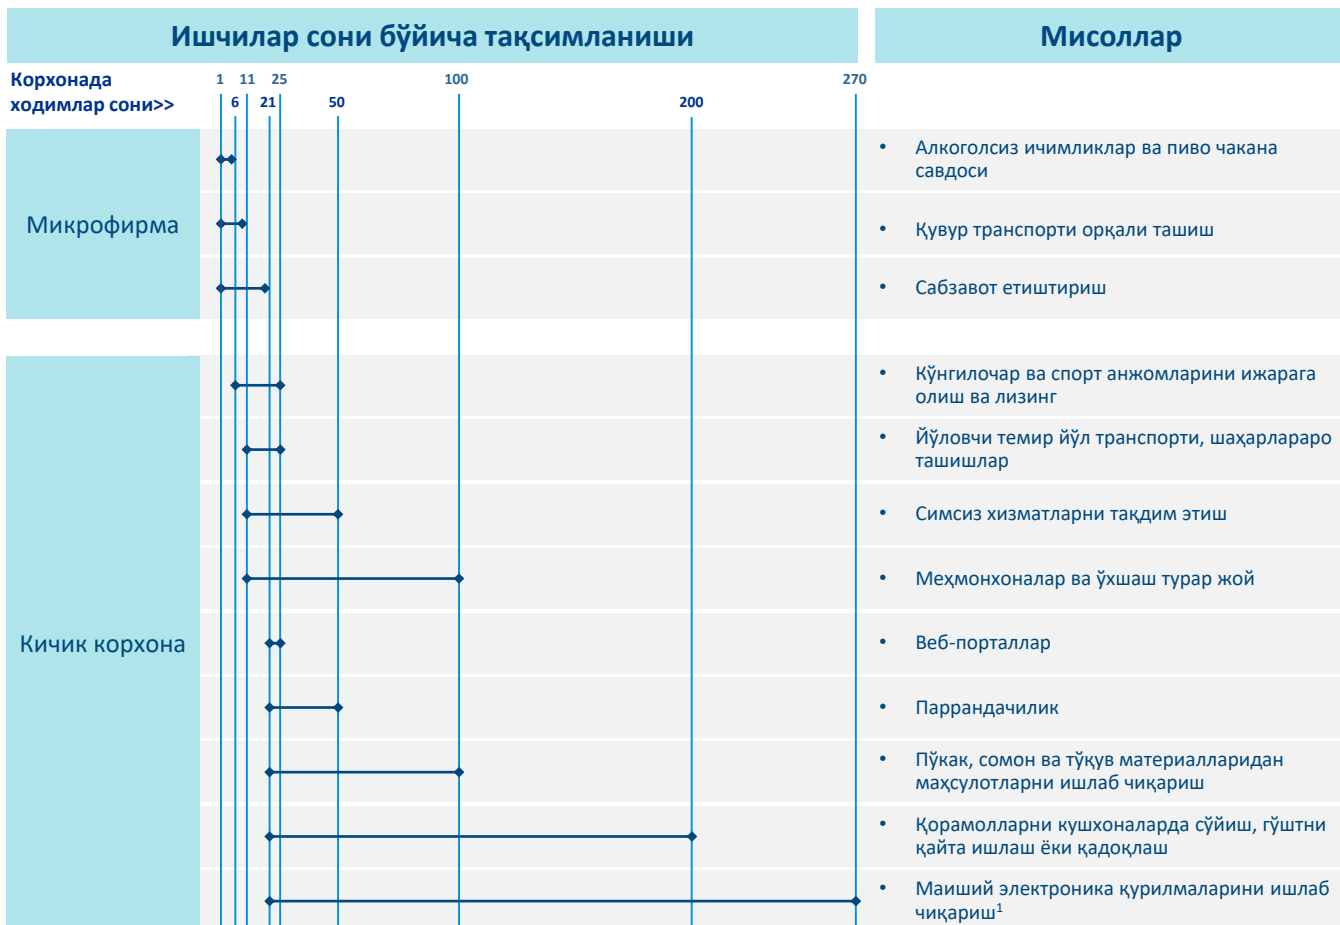 Ишчилар сони бўйича тақсимланиши
Мисоллар
Корхонада
ходимлар сони>>
1 11 25 100 270
6 21 50 200
Микрофирма
• Алкоголсиз ичимликлар ва пиво чакана
савдоси
• Қувур транспорти орқали ташиш
• Сабзавот етиштириш
Кичик корхона
• Кўнгилочар ва спорт анжомларини ижарага
олиш ва лизинг
• Йўловчи темир йўл транспорти, шаҳарлараро
ташишлар
• Симсиз хизматларни тақдим этиш
• Меҳмонхоналар ва ўхшаш турар жой
• Веб-порталлар
• Паррандачилик
• Пўкак, сомон ва тўқув материалларидан
маҳсулотларни ишлаб чиқариш
• Қорамолларни кушхоналарда сўйиш, гўштни
қайта ишлаш ёки қадоқлаш
• Маиший электроника қурилмаларини ишлаб
чиқариш¹